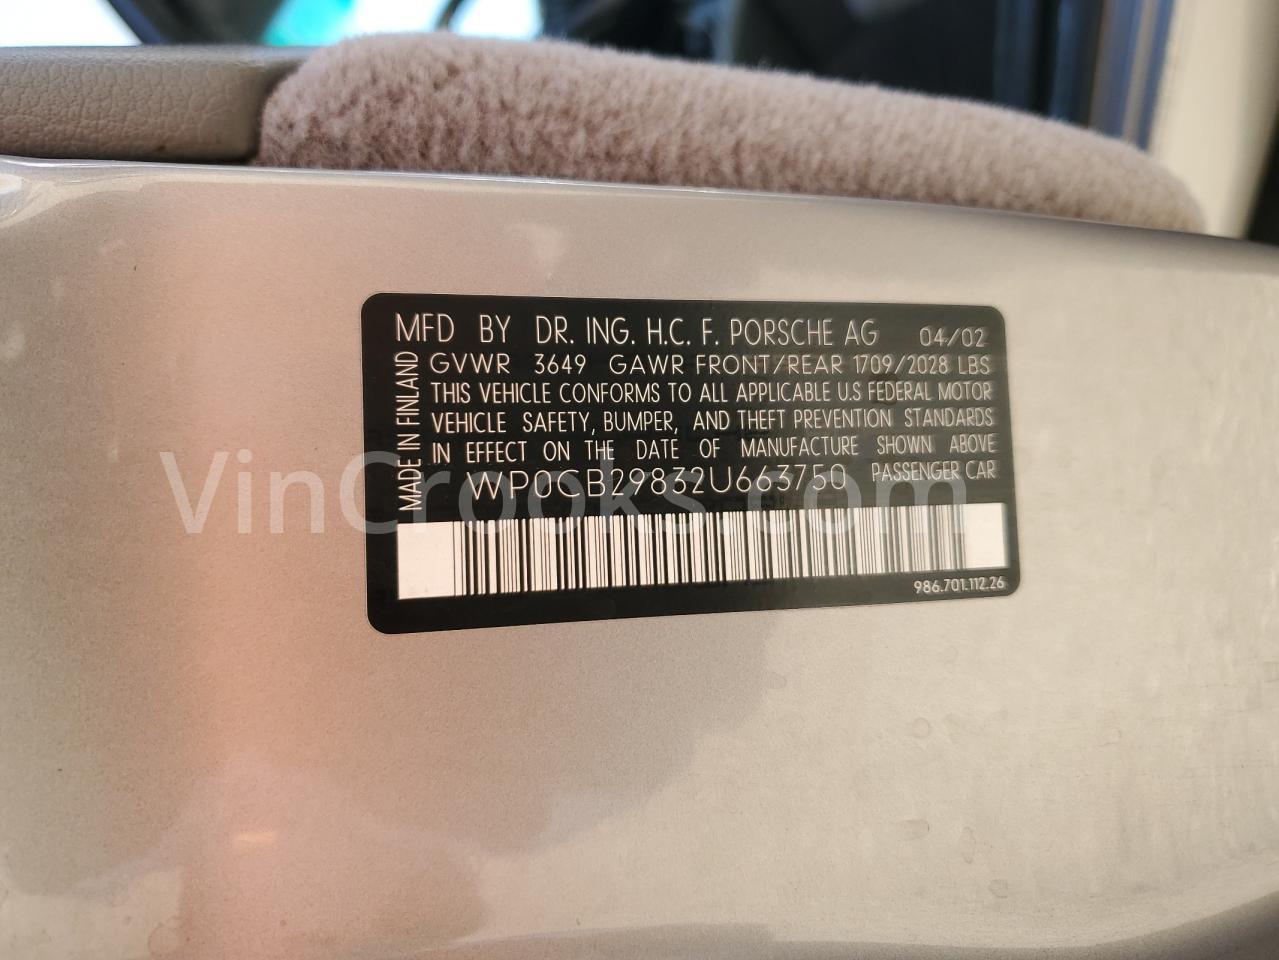 MFD BY DR. ING. H.C. F. PORSCHE AG 04/02
GVWR 3649 GAWR FRONT/REAR 1709/2028 LBS
THIS VEHICLE CONFORMS TO ALL APPLICABLE U.S FEDERAL MOTOR
VEHICLE SAFETY, BUMPER, AND THEFT PREVENTION STANDARDS
IN EFFECT ON THE DATE OF MANUFACTURE SHOWN ABOVE
WP0CB29832U663750 PASSENGER CAR
MADE IN FINLAND
986.701.112.26
VinCrooks.com